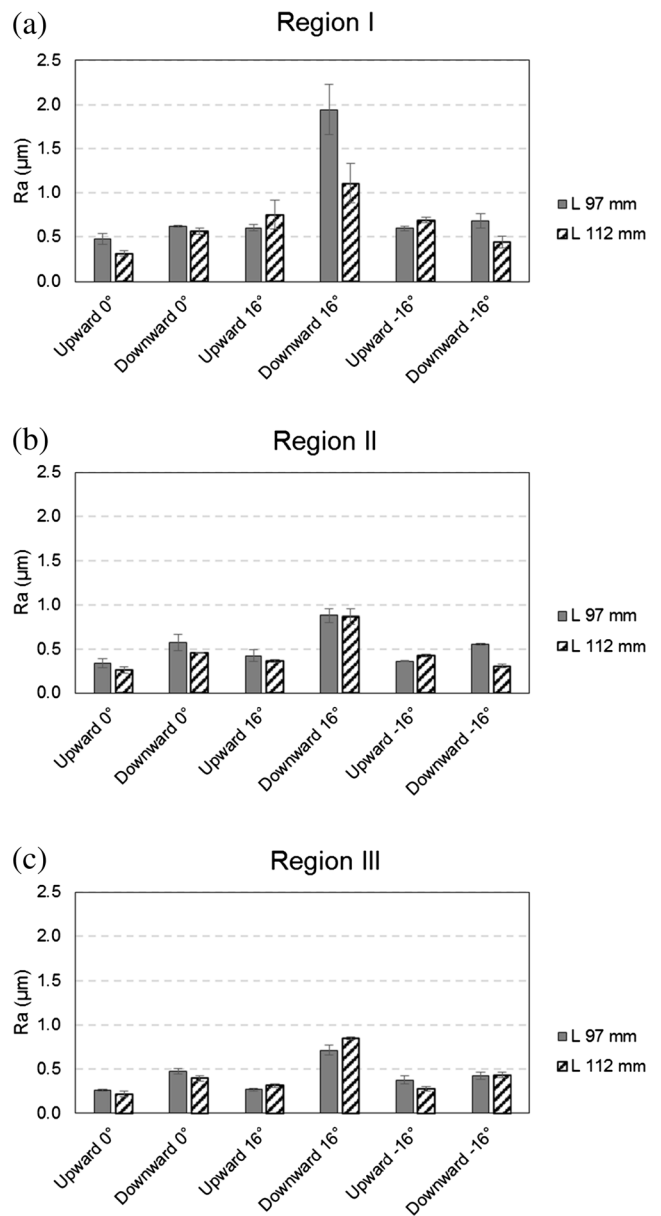 (a)
Region I
Ra (µm)
2.5
2.0
1.5
1.0
0.5
0.0
L 97 mm
L 112 mm
Upward 0°
Downward 0°
Upward 16°
Downward 16°
Upward -16°
Downward -16°
(b)
Region II
Ra (µm)
2.5
2.0
1.5
1.0
0.5
0.0
L 97 mm
L 112 mm
Upward 0°
Downward 0°
Upward 16°
Downward 16°
Upward -16°
Downward -16°
(c)
Region III
Ra (µm)
2.5
2.0
1.5
1.0
0.5
0.0
L 97 mm
L 112 mm
Upward 0°
Downward 0°
Upward 16°
Downward 16°
Upward -16°
Downward -16°